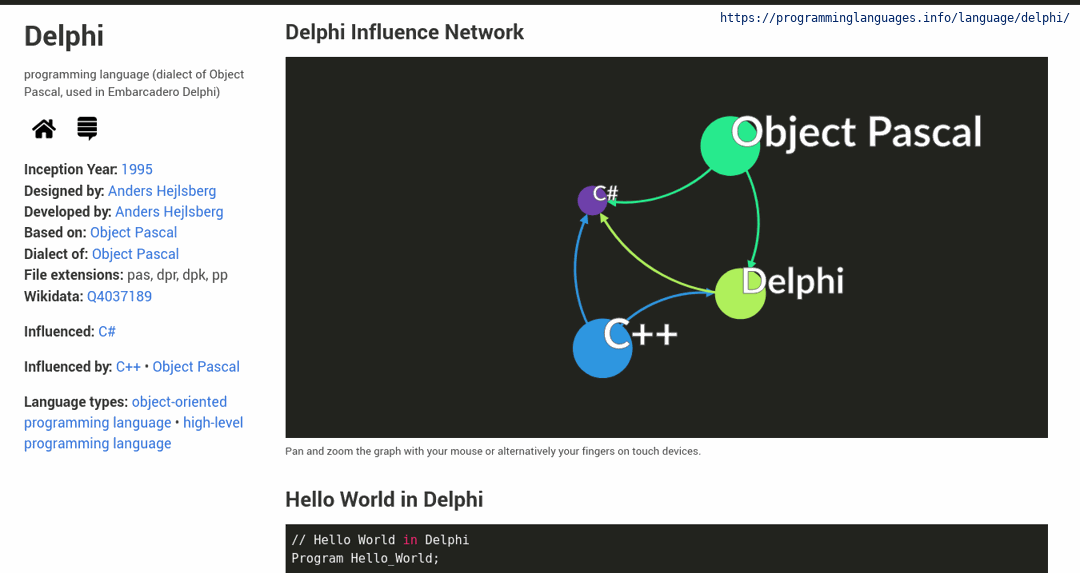 https://programminglanguages.info/language/delphi/
Delphi
programming language (dialect of Object
Pascal, used in Embarcadero Delphi)
Inception Year: 1995
Designed by: Anders Hejlsberg
Developed by: Anders Hejlsberg
Based on: Object Pascal
Dialect of: Object Pascal
File extensions: pas, dpr, dpk, pp
Wikidata: Q4037189
Influenced: C#
Influenced by: C++ • Object Pascal
Language types: object-oriented
programming language • high-level
programming language
Delphi Influence Network
Object Pascal
C#
Delphi
C++
Pan and zoom the graph with your mouse or alternatively your fingers on touch devices.
Hello World in Delphi
// Hello World in Delphi
Program Hello_World;